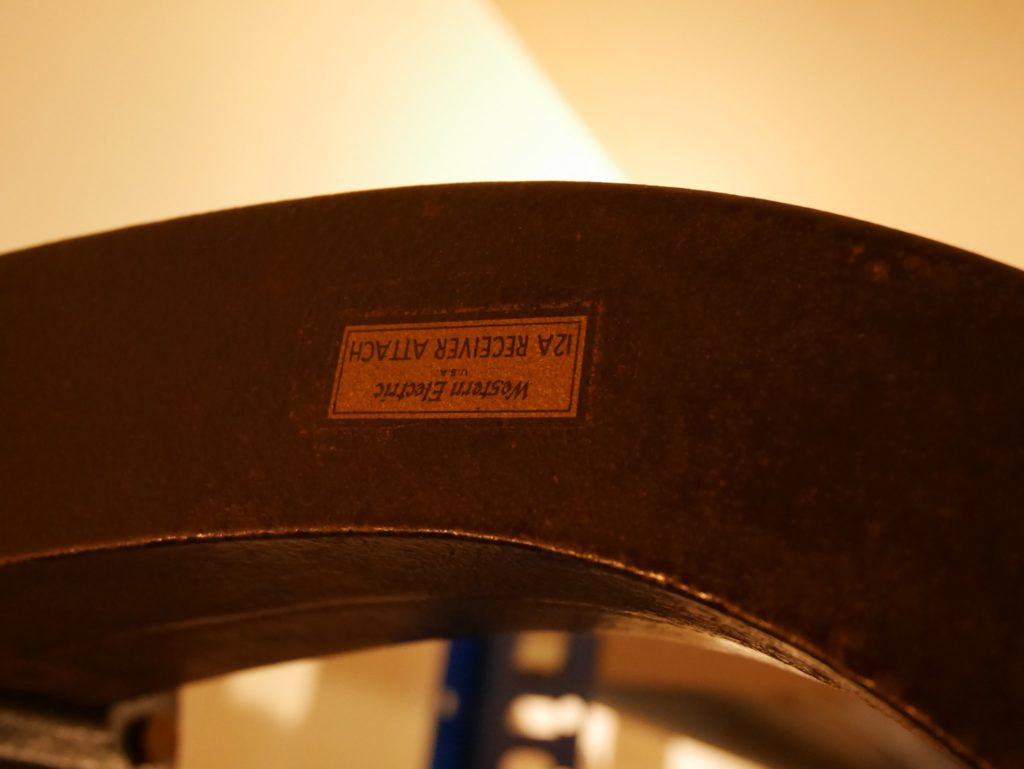 Western Electric
U.S.A.
12A RECEIVER ATTACH